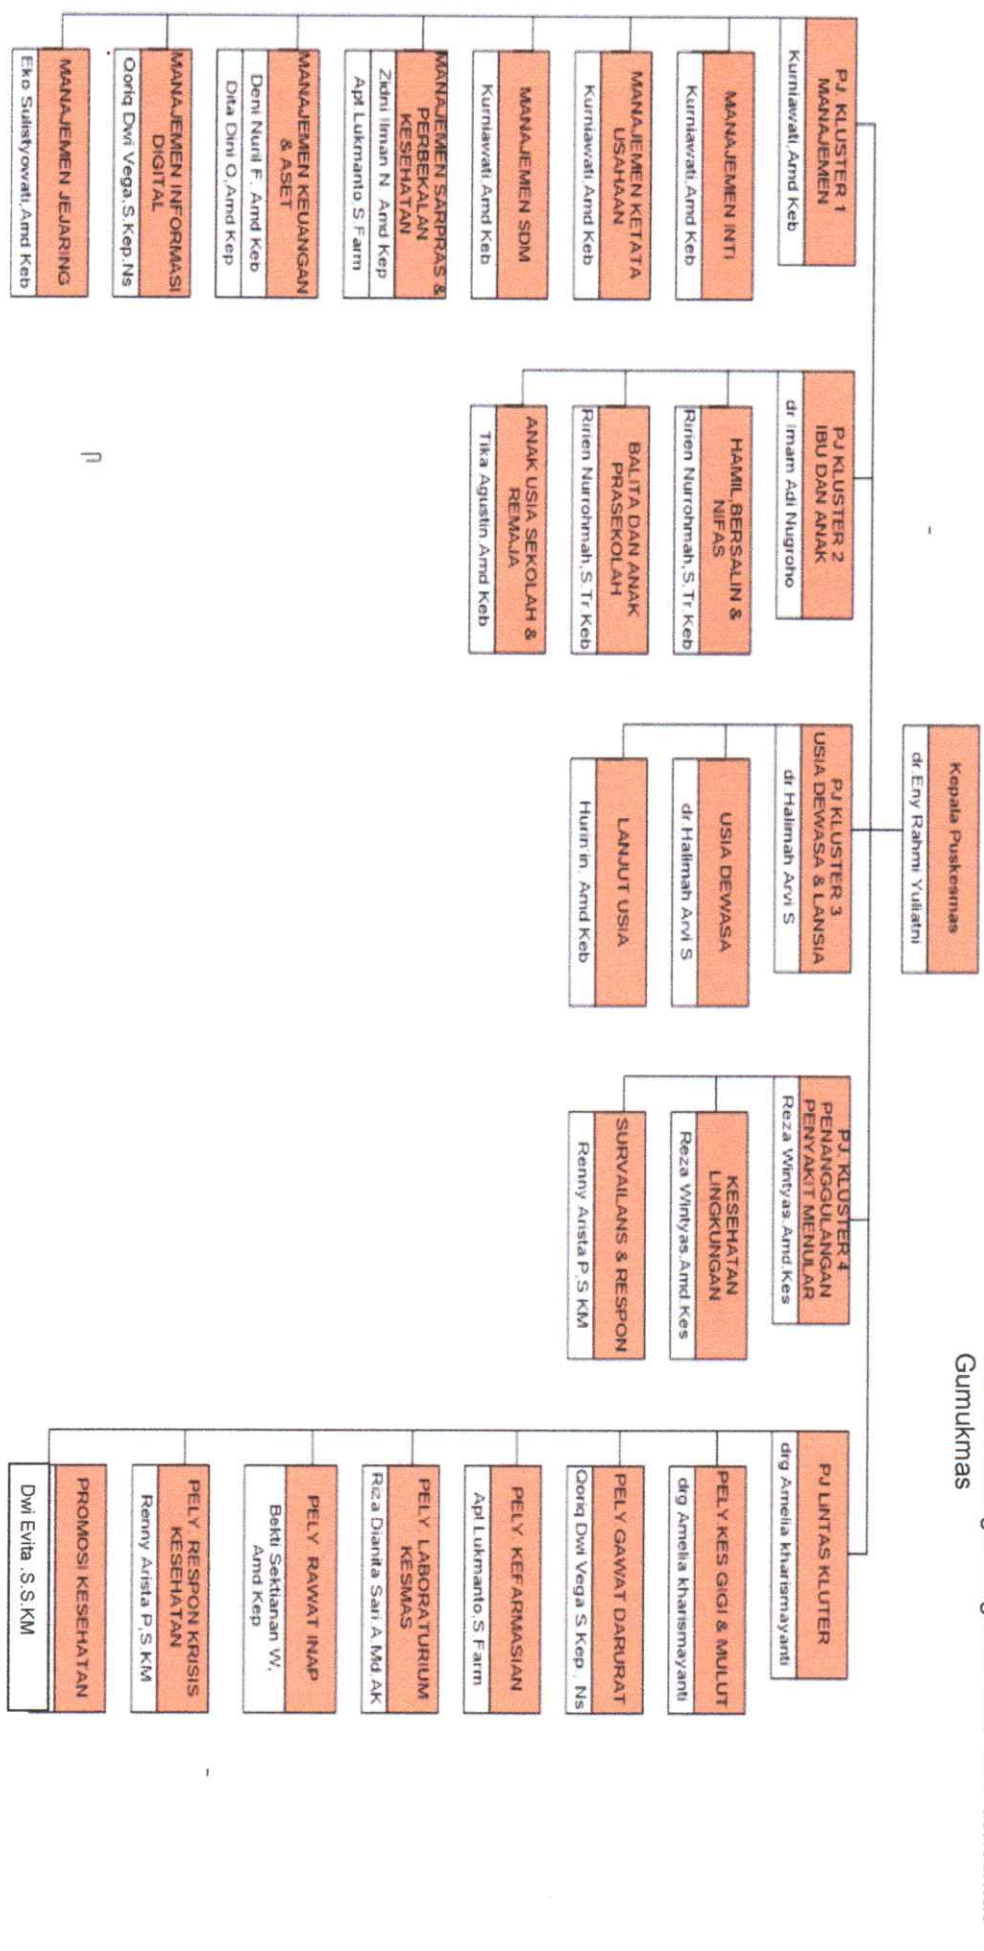 Gumukmas
Kepala Puskesmas
dr.Eny Rahmi Yuliatni
PJ. KLUSTER 1
MANAJEMEN
Kurniawati,Amd Keb
MANAJEMEN INTI
Kurniawati,Amd Keb
MANAJEMEN KETATA
USAHAAN
Kurniawati,Amd Keb
MANAJEMEN SDM
Kurniawati,Amd Keb
MANAJEMEN SARPRAS &
PERBEKALAN
KESEHATAN
Zidni Ilman N. Amd Kep
Apt Lukmanto,S Farm
MANAJEMEN KEUANGAN
& ASET
Deni Nuril F. Amd Keb
Dita Dini O,Amd Kep
MANAJEMEN INFORMASI
DIGITAL
Qoriq Dwi Vega,S.Kep.Ns
MANAJEMEN JEJARING
Eko Sulistyowati,Amd Keb
PJ KLUSTER 2
IBU DAN ANAK
dr Imam Adi Nugroho
HAMIL,BERSALIN &
NIFAS
Ririen Nurrohmah,S.Tr.Keb
BALITA DAN ANAK
PRASEKOLAH
Ririen Nurrohmah,S.Tr.Keb
ANAK USIA SEKOLAH &
REMAJA
Tika Agustin Amd Keb
PJ KLUSTER 3
USIA DEWASA & LANSIA
dr.Halimah Arvi S
USIA DEWASA
dr.Halimah Arvi S
LANJUT USIA
Hurin'in, Amd Keb
PJ. KLUSTER 4
PENANGGULANGAN
PENYAKIT MENULAR
Reza Wintyas.Amd.Kes
KESEHATAN
LINGKUNGAN
Reza Wintyas.Amd.Kes
SURVAILANS & RESPON
Renny Arista P,S.KM
PJ LINTAS KLUTER
drg Amelia kharismayanti
PELY KES GIGI & MULUT
drg Amelia kharismayanti
PELY GAWAT DARURAT
Qoriq Dwi Vega S.Kep., Ns
PELY. KEFARMASIAN
Apt Lukmanto,S.Farm
PELY. LABORATURIUM
KESMAS
Riza Dianita Sari A.Md.AK
PELY. RAWAT INAP
Bekti Sektianan W,
Amd Kep
PELY. RESPON KRISIS
KESEHATAN
Renny Arista P,S.KM
PROMOSI KESEHATAN
Dwi Evita .S.S.KM